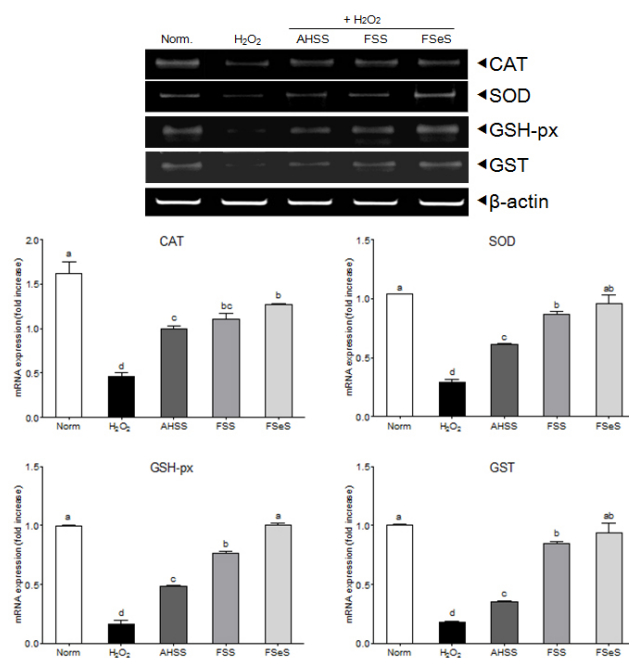 + H₂O₂
Norm. H₂O₂ AHSS FSS FSeS
◄CAT
◄SOD
◄GSH-px
◄GST
◄β-actin
CAT
mRNA expression (fold increase)
2.0
1.5
1.0
0.5
0.0
a d c bc b
Norm H₂O₂ AHSS FSS FSeS
SOD
mRNA expression (fold increase)
1.5
1.0
0.5
0.0
a d c b ab
Norm H₂O₂ AHSS FSS FSeS
GSH-px
mRNA expression (fold increase)
1.5
1.0
0.5
0.0
a d c b a
Norm H₂O₂ AHSS FSS FSeS
GST
mRNA expression (fold increase)
1.5
1.0
0.5
0.0
a d c b ab
Norm H₂O₂ AHSS FSS FSeS